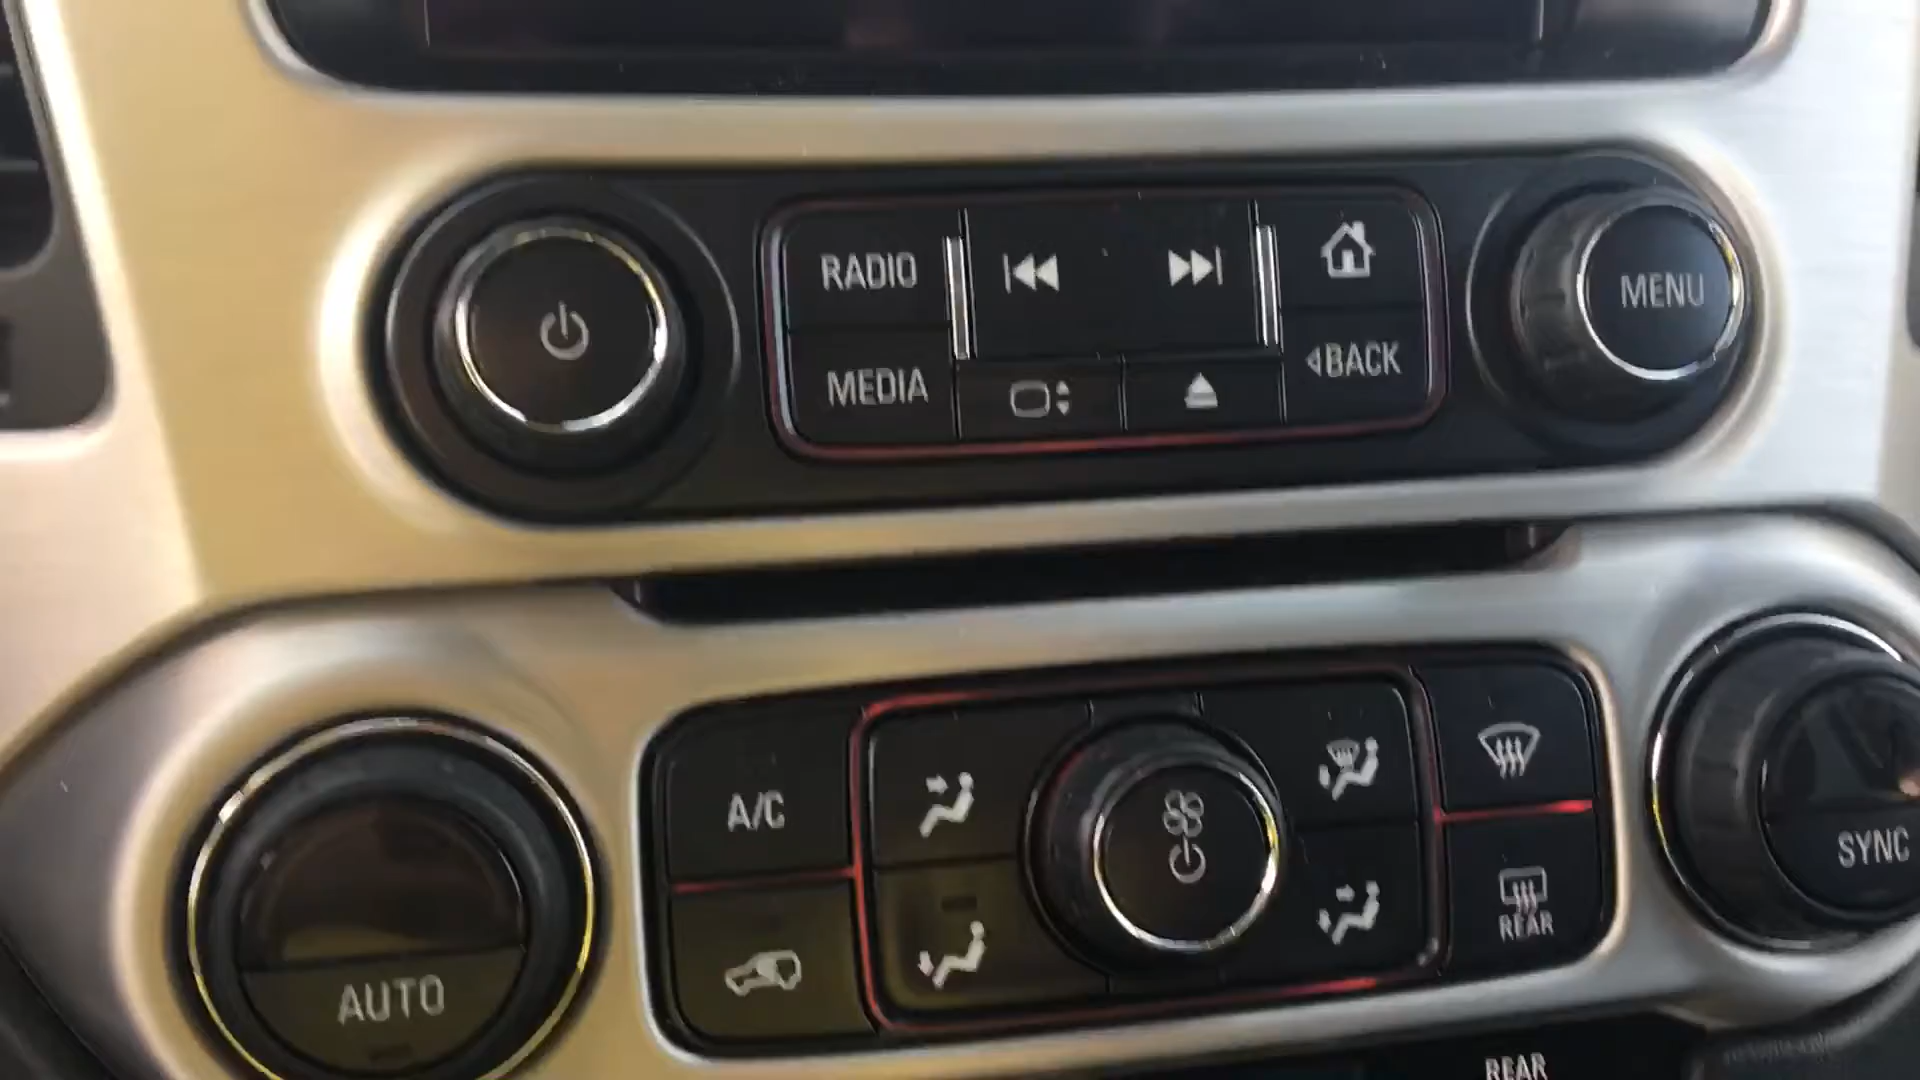 RADIO
MENU
MEDIA
BACK
A/C
SYNC
REAR
AUTO
REAR